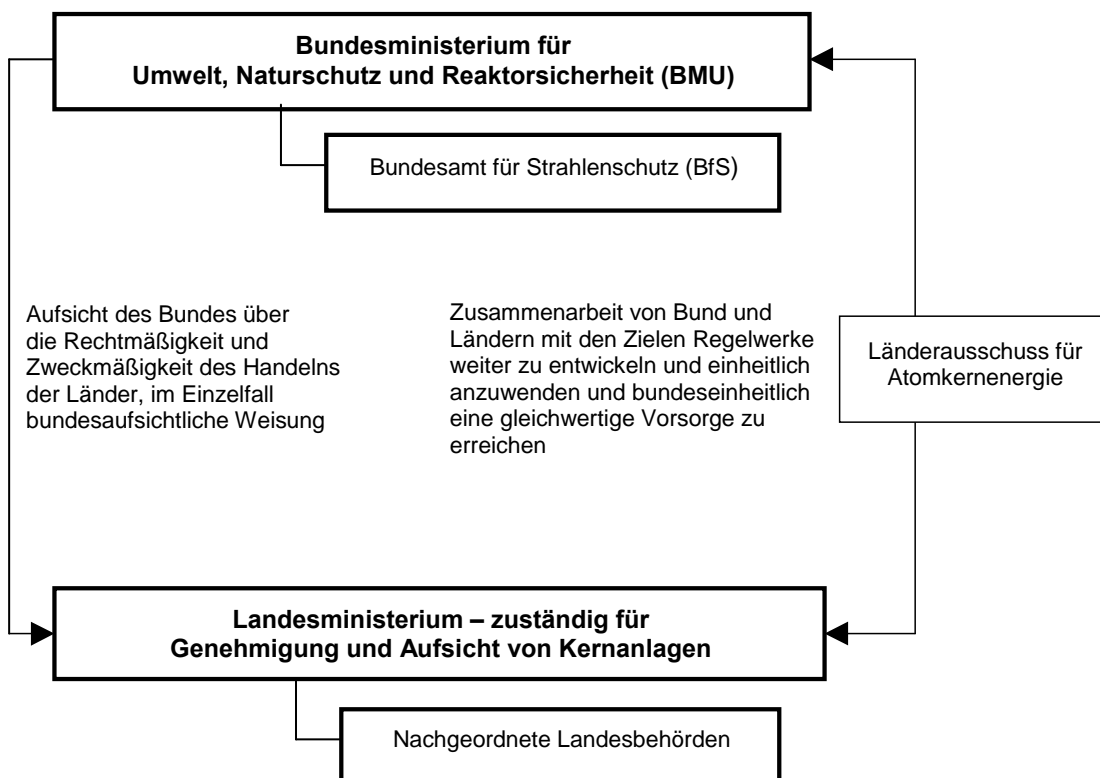 Bundesministerium für
Umwelt, Naturschutz und Reaktorsicherheit (BMU)
Bundesamt für Strahlenschutz (BfS)
Aufsicht des Bundes über
die Rechtmäßigkeit und
Zweckmäßigkeit des Handelns
der Länder, im Einzelfall
bundesaufsichtliche Weisung
Zusammenarbeit von Bund und
Ländern mit den Zielen Regelwerke
weiter zu entwickeln und einheitlich
anzuwenden und bundeseinheitlich
eine gleichwertige Vorsorge zu
erreichen
Länderausschuss für
Atomkernenergie
Landesministerium – zuständig für
Genehmigung und Aufsicht von Kernanlagen
Nachgeordnete Landesbehörden